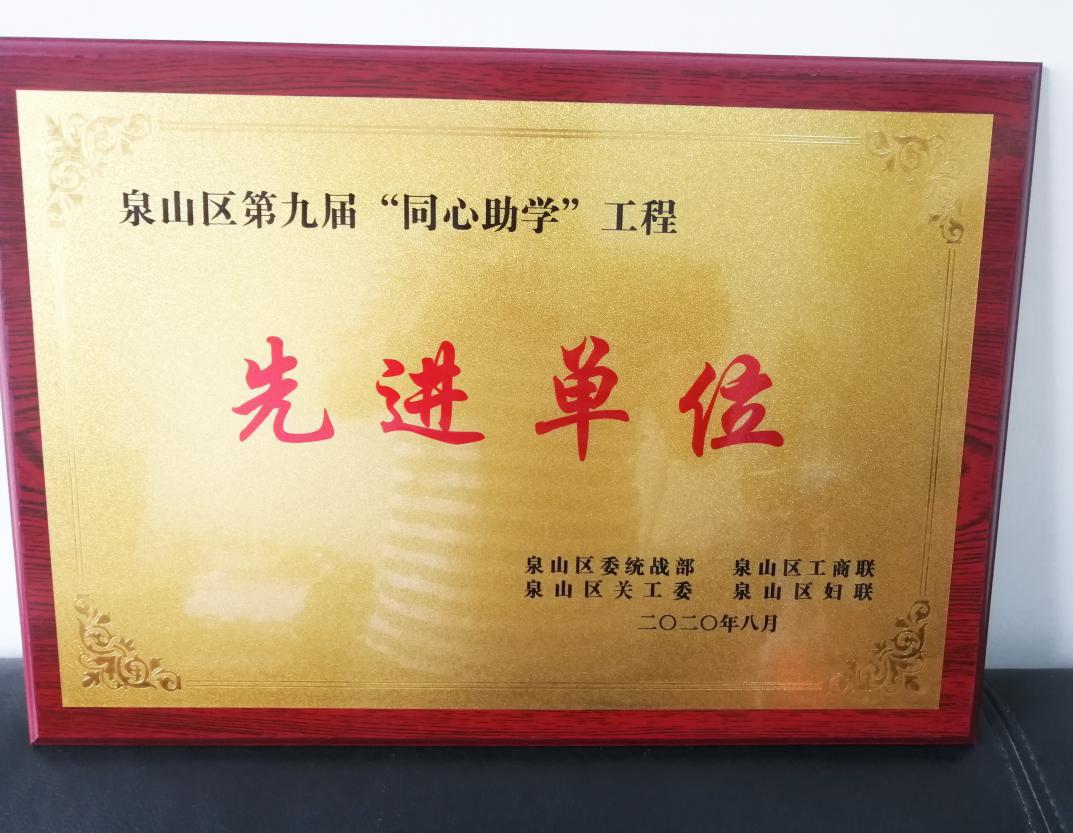 泉山区第九届“同心助学”工程
先进单位
泉山区委统战部 泉山区工商联
泉山区关工委 泉山区妇联
二〇二〇年八月